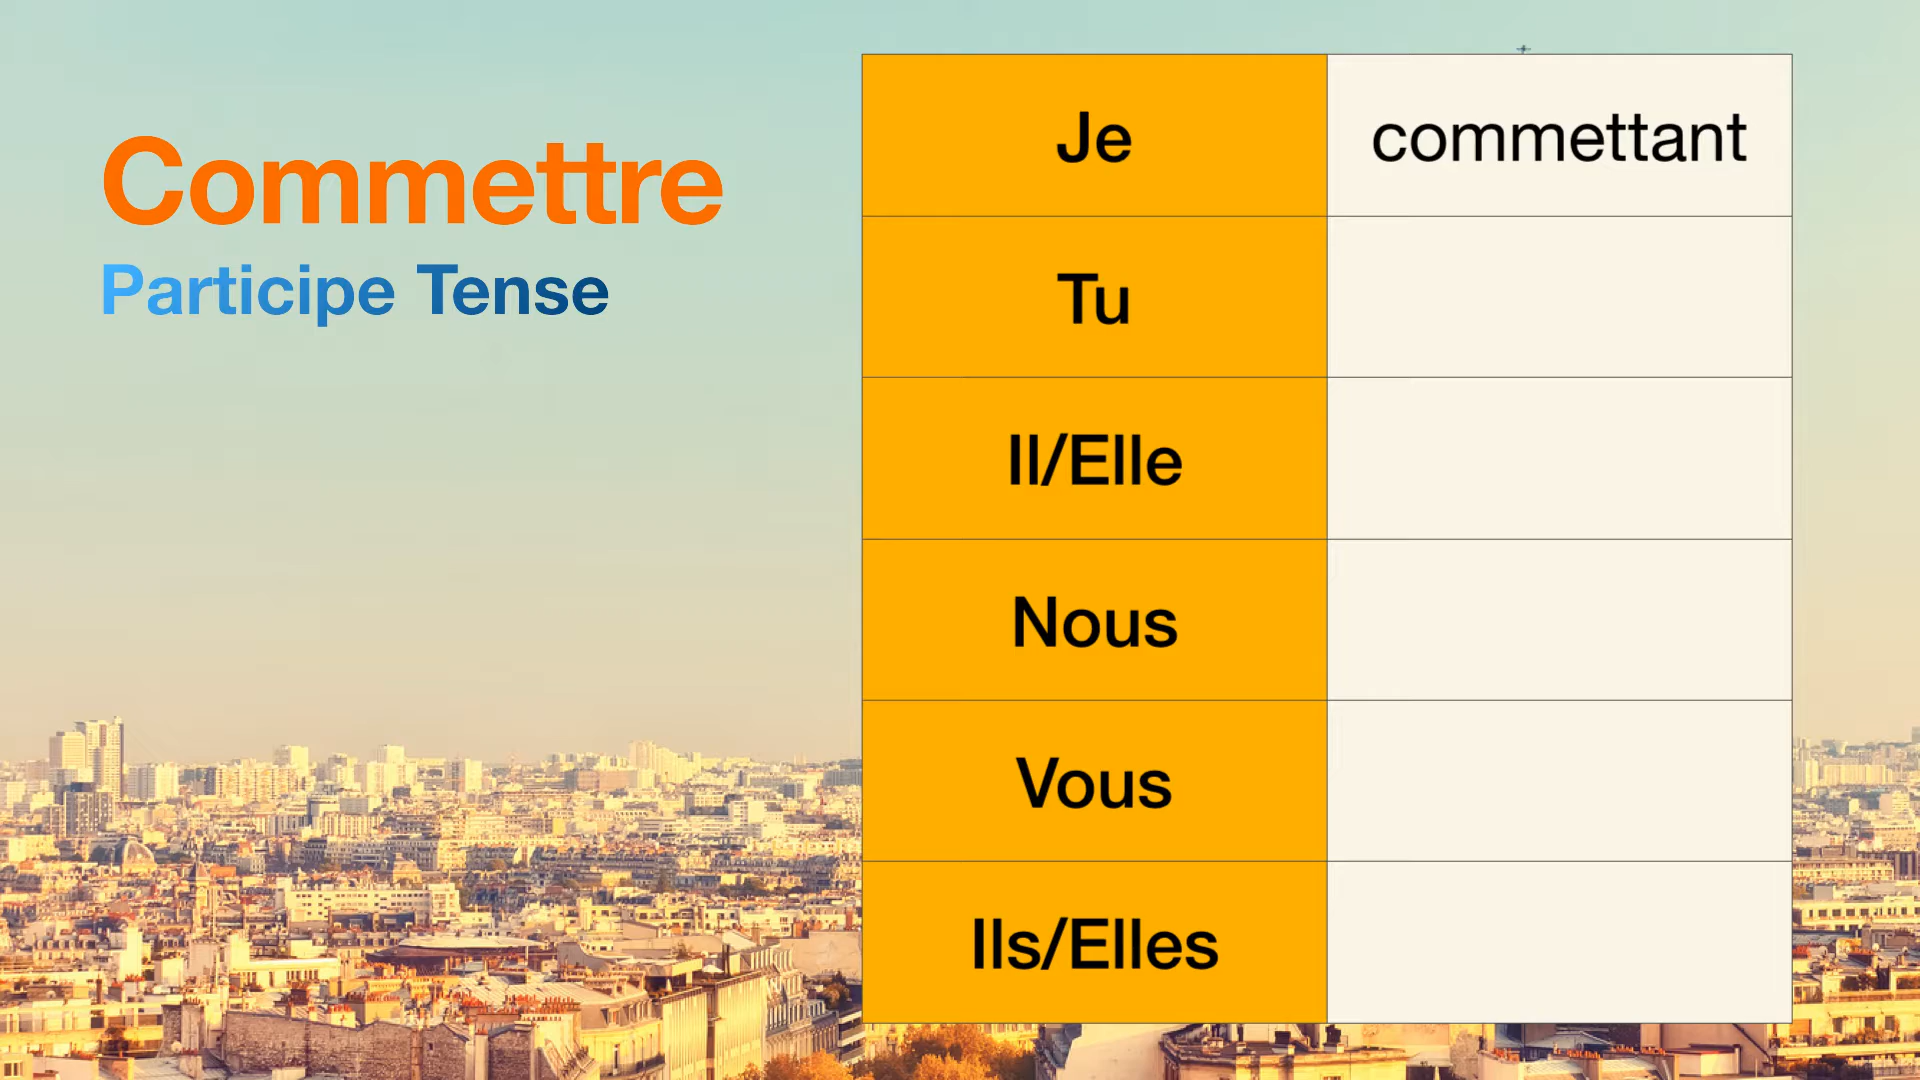 Commettre
Participe Tense
Je commettant
Tu
Il/Elle
Nous
Vous
Ils/Elles